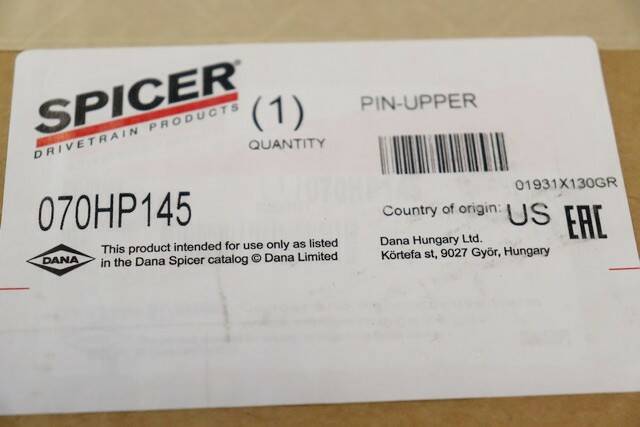 SPICER®
DRIVETRAIN PRODUCTS
(1)
QUANTITY
PIN-UPPER
01931X130GR
070HP145
Country of origin: US
EAC
DANA
This product intended for use only as listed
in the Dana Spicer catalog © Dana Limited
Dana Hungary Ltd.
Körtefa st, 9027 Győr, Hungary